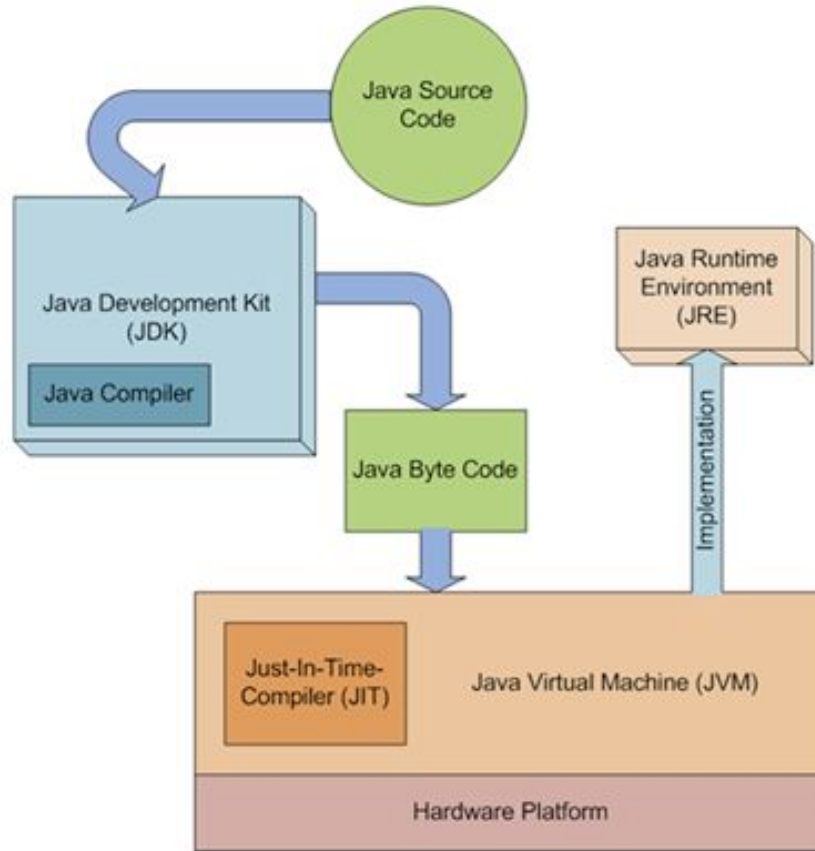 Java Source
Code
Java Development Kit
(JDK)
Java Compiler
Java Runtime
Environment
(JRE)
Java Byte Code
Implementation
Just-In-Time-
Compiler (JIT)
Java Virtual Machine (JVM)
Hardware Platform